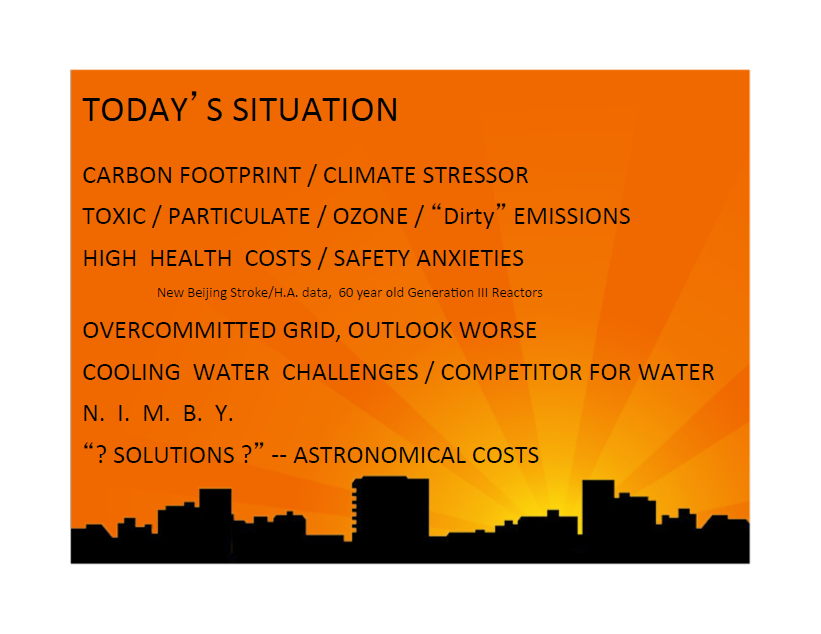 TODAY’S SITUATION
CARBON FOOTPRINT / CLIMATE STRESSOR
TOXIC / PARTICULATE / OZONE / “Dirty” EMISSIONS
HIGH HEALTH COSTS / SAFETY ANXIETIES
New Beijing Stroke/H.A. data, 60 year old Generation III Reactors
OVERCOMMITTED GRID, OUTLOOK WORSE
COOLING WATER CHALLENGES / COMPETITOR FOR WATER
N. I. M. B. Y.
“? SOLUTIONS ?” -- ASTRONOMICAL COSTS